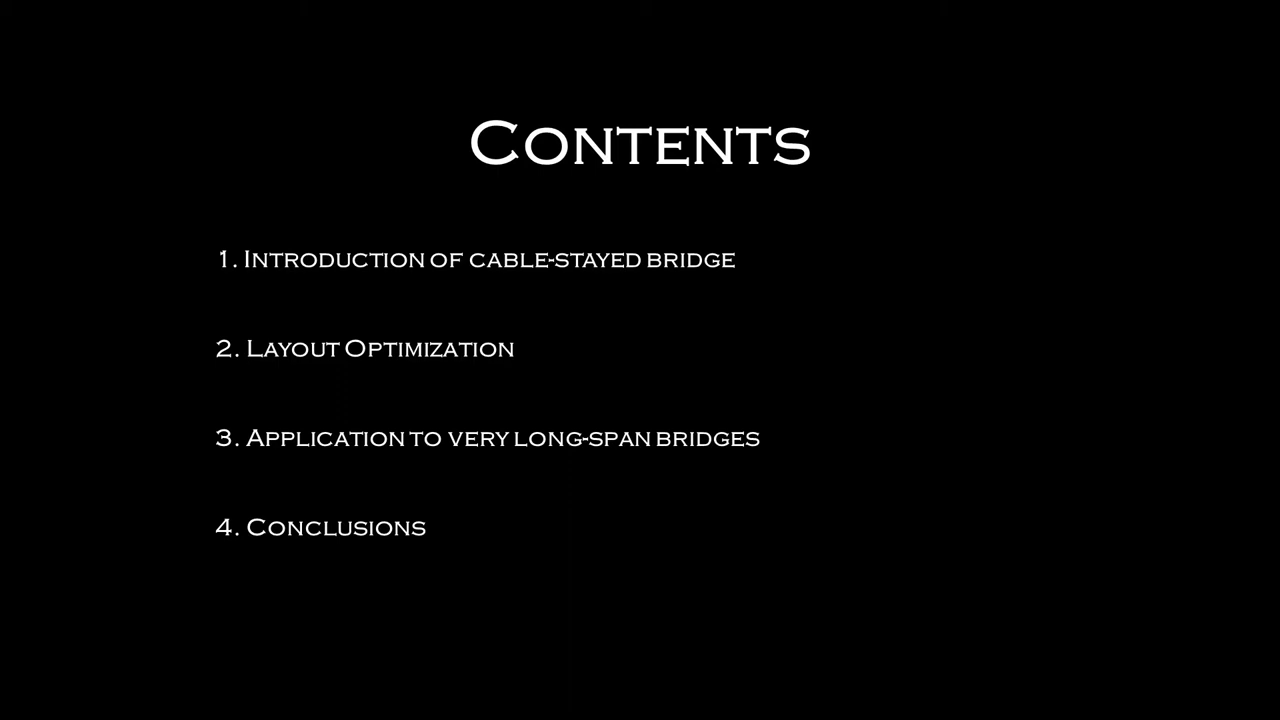 Contents
1. Introduction of cable-stayed bridge
2. Layout Optimization
3. Application to very long-span bridges
4. Conclusions